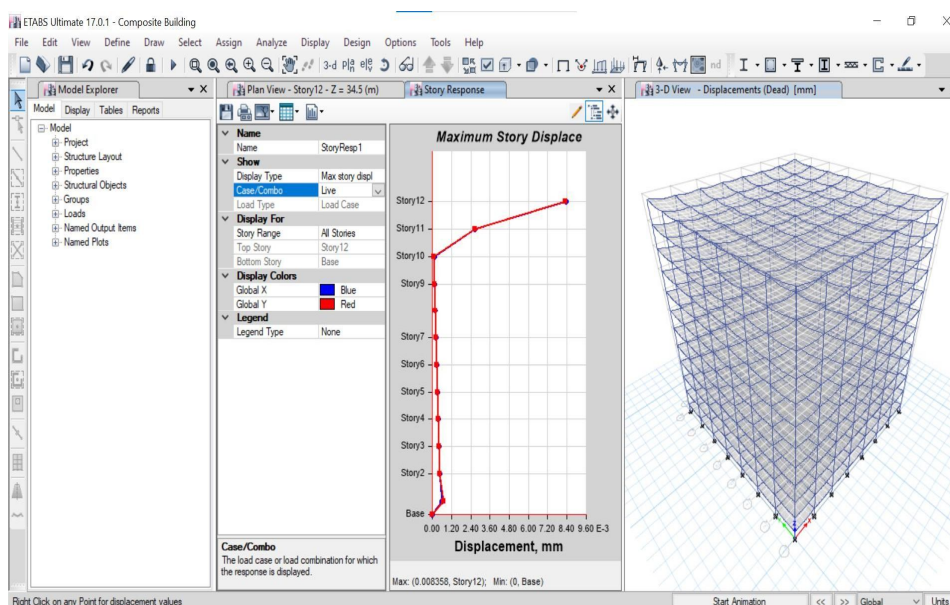 ETABS Ultimate 17.0.1 - Composite Building
File Edit View Define Draw Select Assign Analyze Display Design Options Tools Help
3-d nd
Model Explorer
Model Display Tables Reports
Model
Project
Structure Layout
Properties
Structural Objects
Groups
Loads
Named Output Items
Named Plots
Plan View - Story12 - Z = 34.5 (m)
Story Response
Name
Name StoryResp1
Show
Display Type Max story displ
Case/Combo Live
Load Type Load Case
Display For
Story Range All Stories
Top Story Story12
Bottom Story Base
Display Colors
Global X Blue
Global Y Red
Legend
Legend Type None
Case/Combo
The load case or load combination for which
the response is displayed.
Maximum Story Displace
Story12
Story11
Story10
Story9
Story7
Story6
Story5
Story4
Story3
Story2
Base
0.00 1.20 2.40 3.60 4.80 6.00 7.20 8.40 9.60 E-3
Displacement, mm
Max: (0.008358, Story12); Min: (0, Base)
3-D View - Displacements (Dead) [mm]
Right Click on any Point for displacement values
Start Animation << >> Global Units